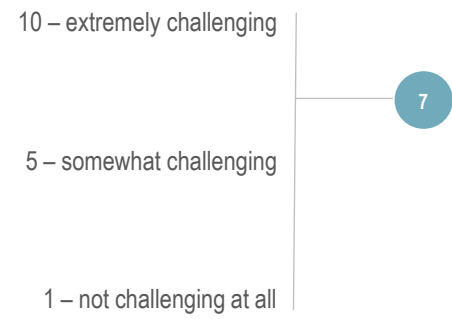 10 – extremely challenging
7
5 – somewhat challenging
1 – not challenging at all